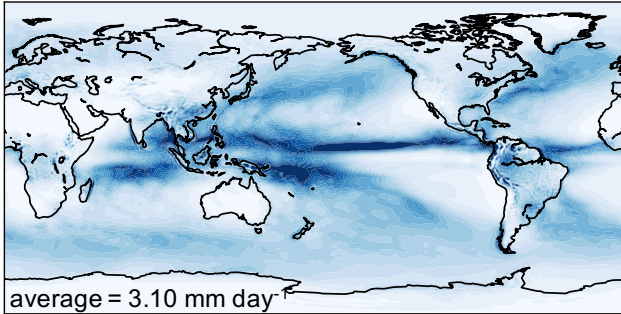 average = 3.10 mm day⁻¹